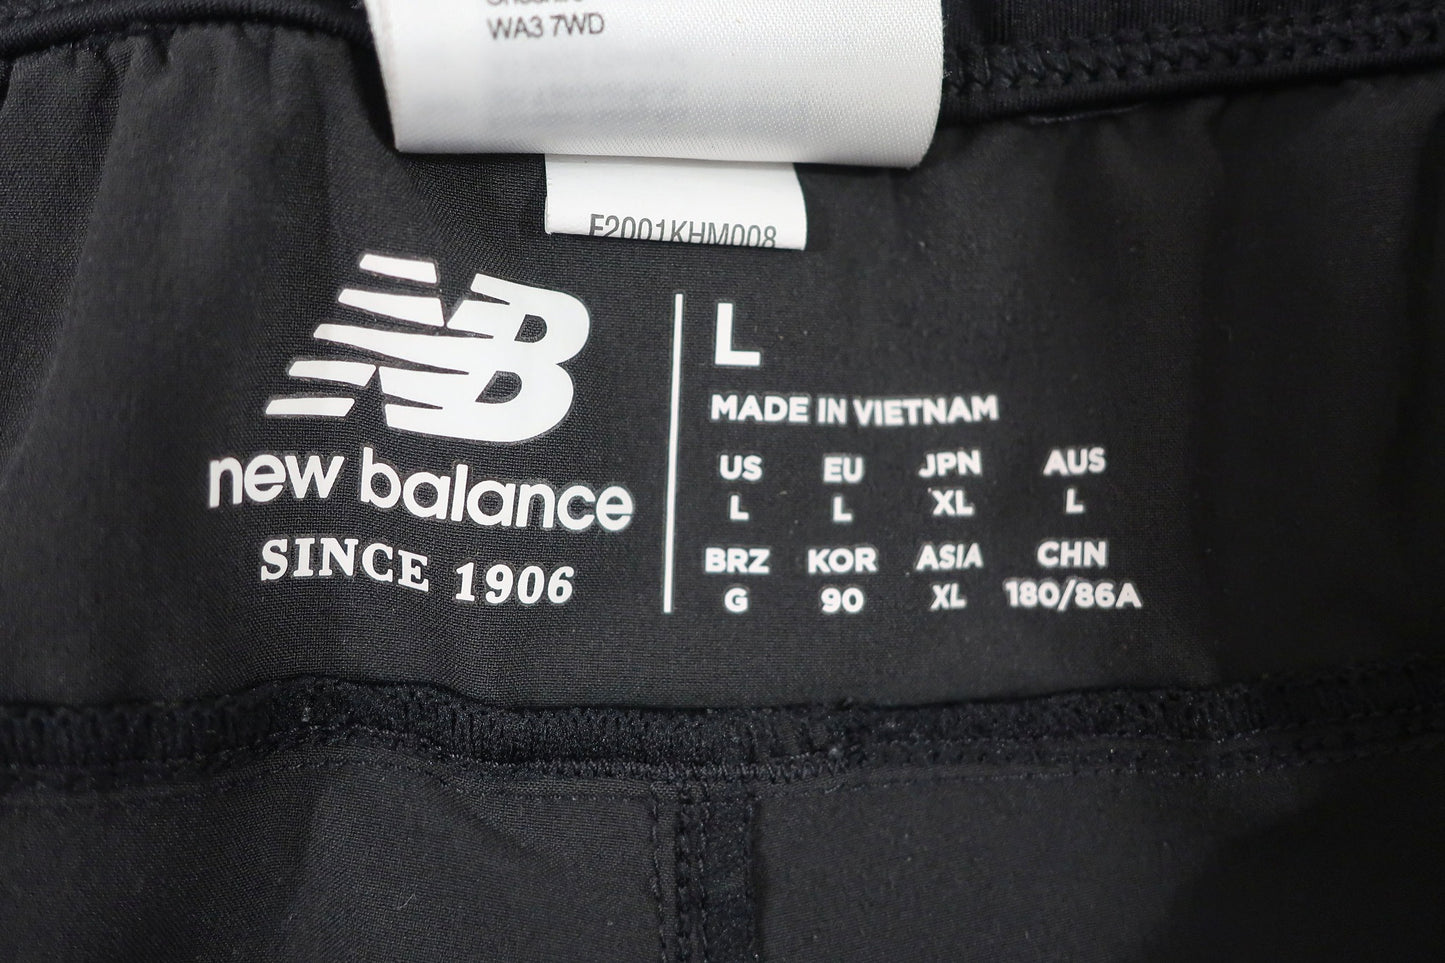 WA3 7WD
F2001KHM008
NB
new balance
SINCE 1906
L
MADE IN VIETNAM
US EU JPN AUS
L L XL L
BRZ KOR ASIA CHN
G 90 XL 180/86A